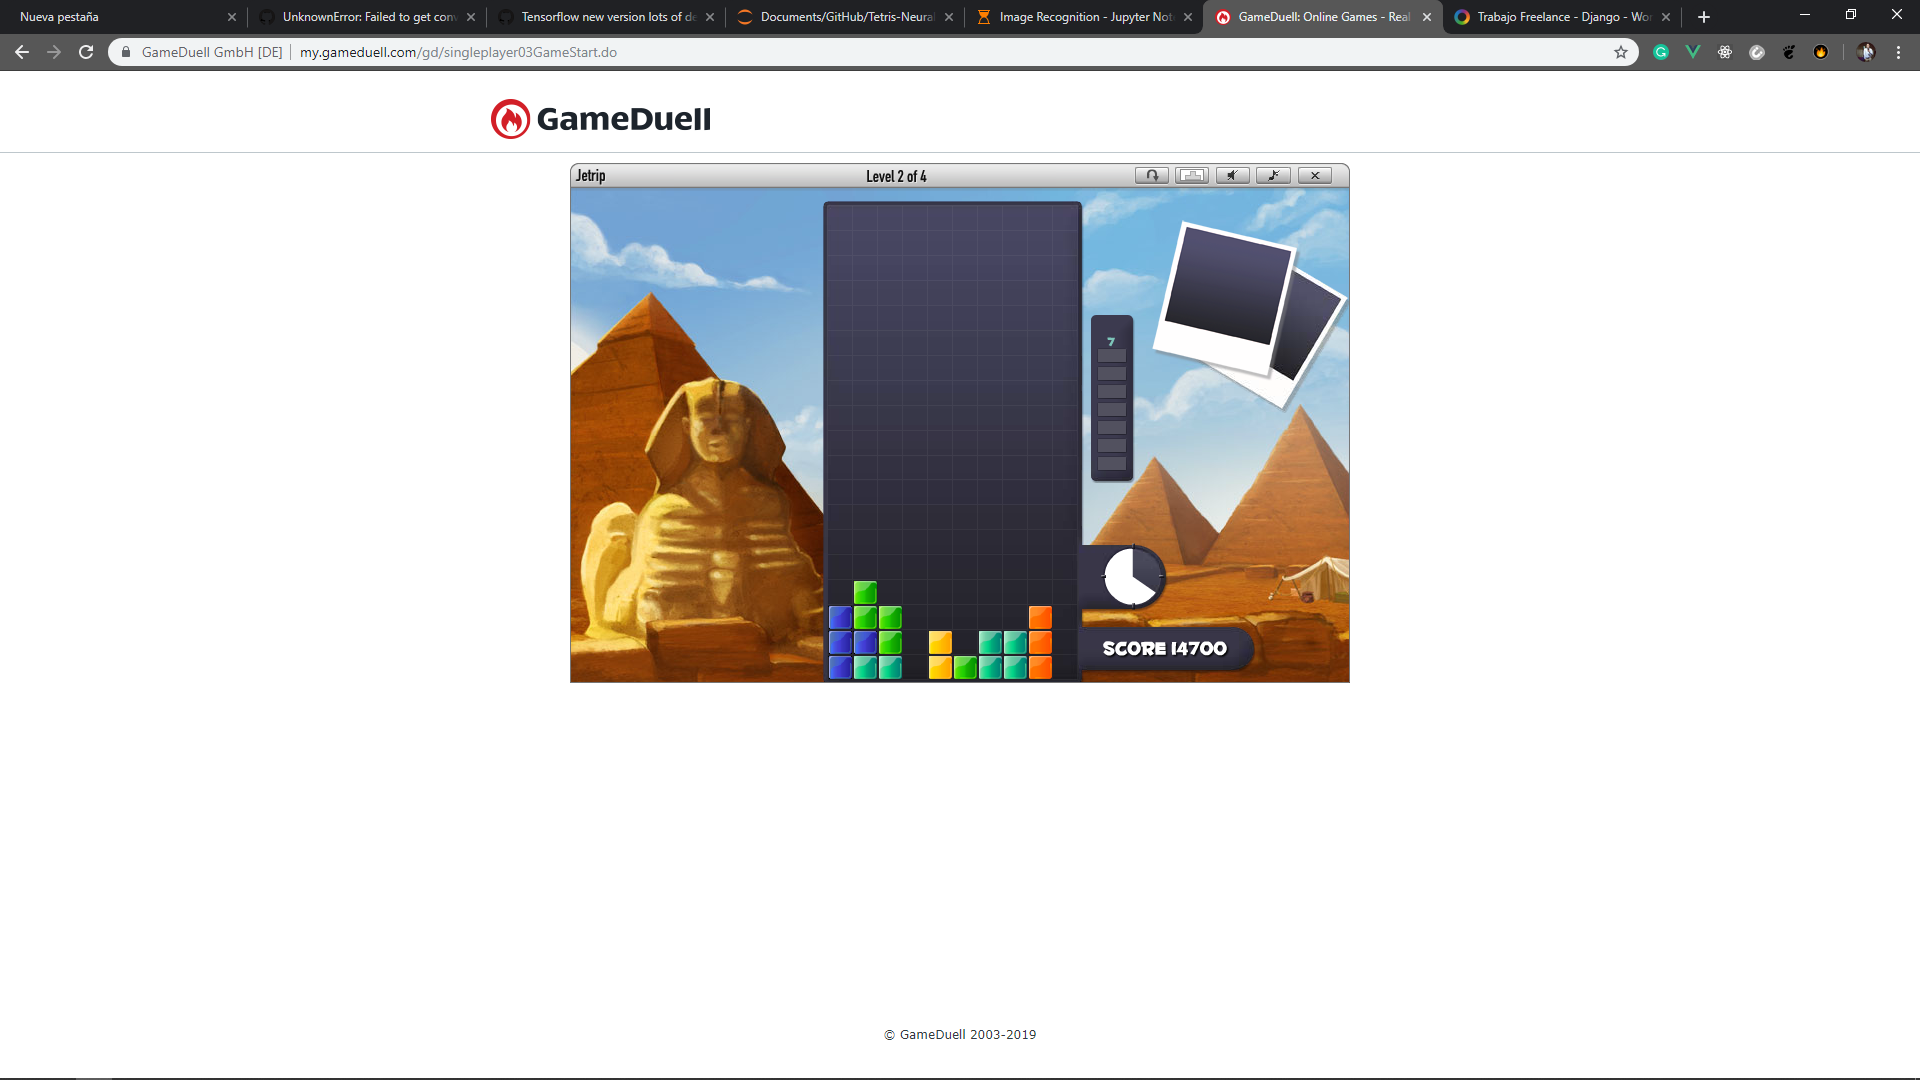 Nueva pestaña
UnknownError: Failed to get con
Tensorflow new version lots of de
Documents/GitHub/Tetris-Neural
Image Recognition - Jupyter Not
GameDuell: Online Games - Real
Trabajo Freelance - Django - Wo
GameDuell GmbH [DE]
my.gameduell.com/gd/singleplayer03GameStart.do
GameDuell
Jetrip
Level 2 of 4
7
SCORE 14700
© GameDuell 2003-2019